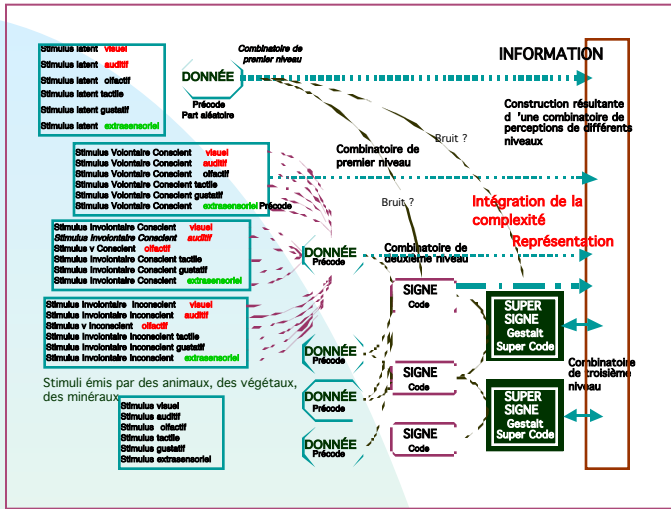 Stimulus latent visuel
Stimulus latent auditif
Stimulus latent olfactif
Stimulus latent tactile
Stimulus latent gustatif
Stimulus latent extrasensoriel
Combinatoire de
premier niveau
DONNÉE
Précode
Part aléatoire
INFORMATION
Construction résultante
d 'une combinatoire de
perceptions de différents
niveaux
Bruit ?
Combinatoire de
premier niveau
Stimulus Volontaire Conscient visuel
Stimulus Volontaire Conscient auditif
Stimulus Volontaire Conscient olfactif
Stimulus Volontaire Conscient tactile
Stimulus Volontaire Conscient gustatif
Stimulus Volontaire Conscient extrasensoriel Précode
Bruit ?
Intégration de la
complexité
Représentation
Stimulus Involontaire Conscient visuel
Stimulus Involontaire Conscient auditif
Stimulus v Conscient olfactif
Stimulus Involontaire Conscient tactile
Stimulus Involontaire Conscient gustatif
Stimulus Involontaire Conscient extrasensoriel
DONNÉE
Précode
Combinatoire de
deuxième niveau
SIGNE
Code
SUPER
SIGNE
Gestalt
Super Code
Stimulus Involontaire Inconscient visuel
Stimulus Involontaire Inconscient auditif
Stimulus v Inconscient olfactif
Stimulus Involontaire Inconscient tactile
Stimulus Involontaire Inconscient gustatif
Stimulus Involontaire Inconscient extrasensoriel
DONNÉE
Précode
SIGNE
Code
Combinatoire
de troisième
niveau
Stimuli émis par des animaux, des végétaux,
des minéraux
Stimulus visuel
Stimulus auditif
Stimulus olfactif
Stimulus tactile
Stimulus gustatif
Stimulus extrasensoriel
DONNÉE
Précode
DONNÉE
Précode
SIGNE
Code
SUPER
SIGNE
Gestalt
Super Code